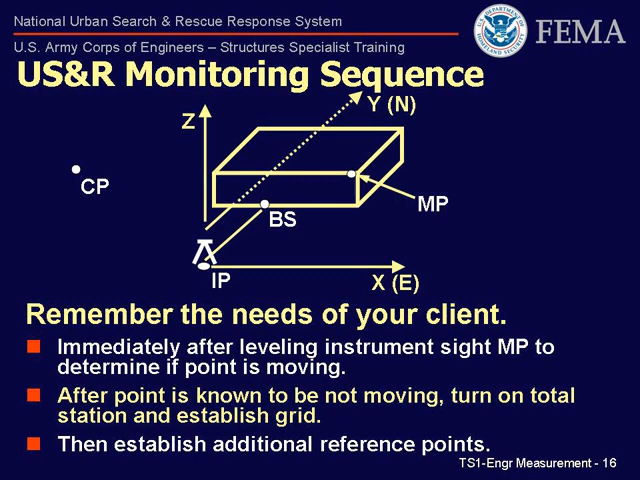 National Urban Search & Rescue Response System
U.S. Army Corps of Engineers – Structures Specialist Training
FEMA
US&R Monitoring Sequence
Y (N)
Z
CP
MP
BS
IP
X (E)
Remember the needs of your client.
Immediately after leveling instrument sight MP to
determine if point is moving.
After point is known to be not moving, turn on total
station and establish grid.
Then establish additional reference points.
TS1-Engr Measurement - 16